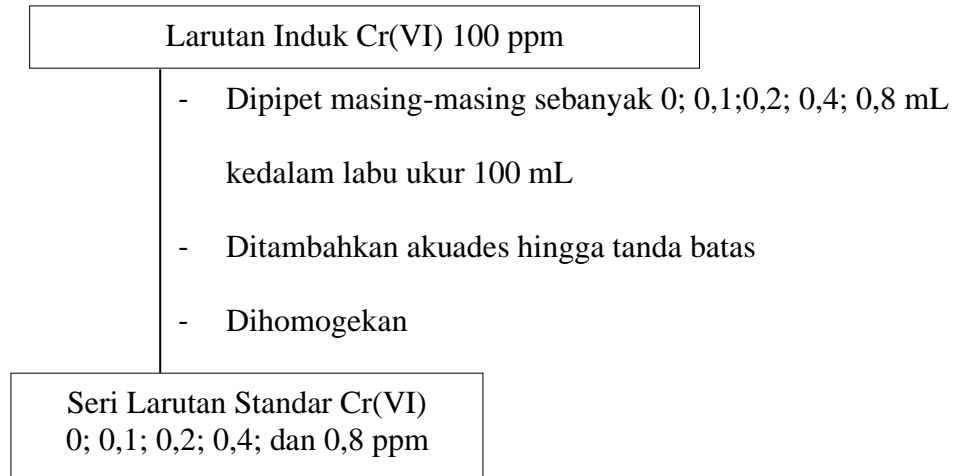 Larutan Induk Cr(VI) 100 ppm
- Dipipet masing-masing sebanyak 0; 0,1;0,2; 0,4; 0,8 mL
kedalam labu ukur 100 mL
- Ditambahkan akuades hingga tanda batas
- Dihomogekan
Seri Larutan Standar Cr(VI)
0; 0,1; 0,2; 0,4; dan 0,8 ppm